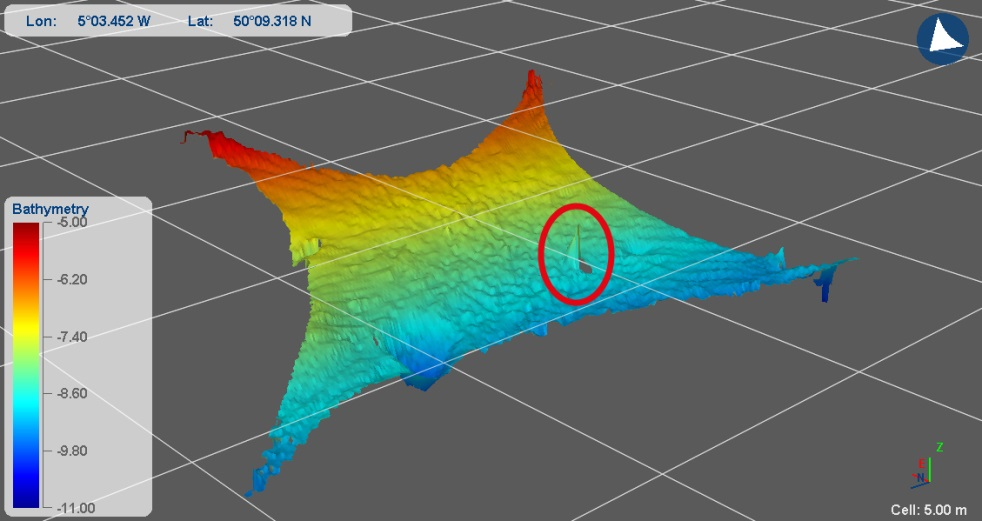 Lon: 5°03.452 W Lat: 50°09.318 N
Bathymetry
-5.00
-6.20
-7.40
-8.60
-9.80
-11.00
Z
E
N
Cell: 5.00 m